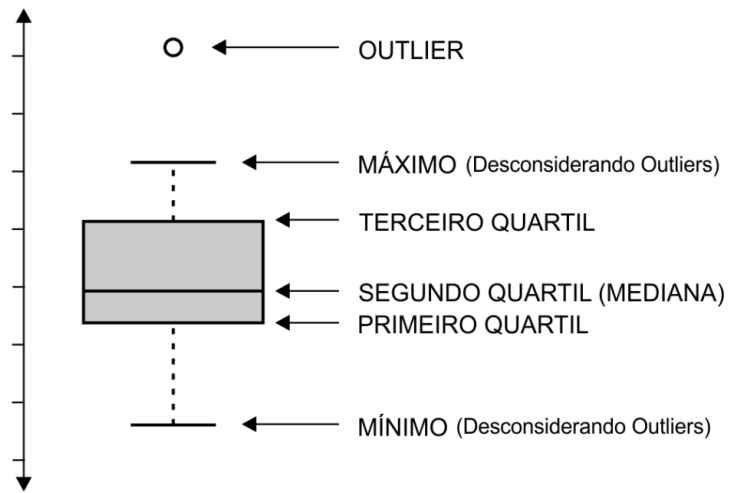 OUTLIER
MÁXIMO (Desconsiderando Outliers)
TERCEIRO QUARTIL
SEGUNDO QUARTIL (MEDIANA)
PRIMEIRO QUARTIL
MÍNIMO (Desconsiderando Outliers)